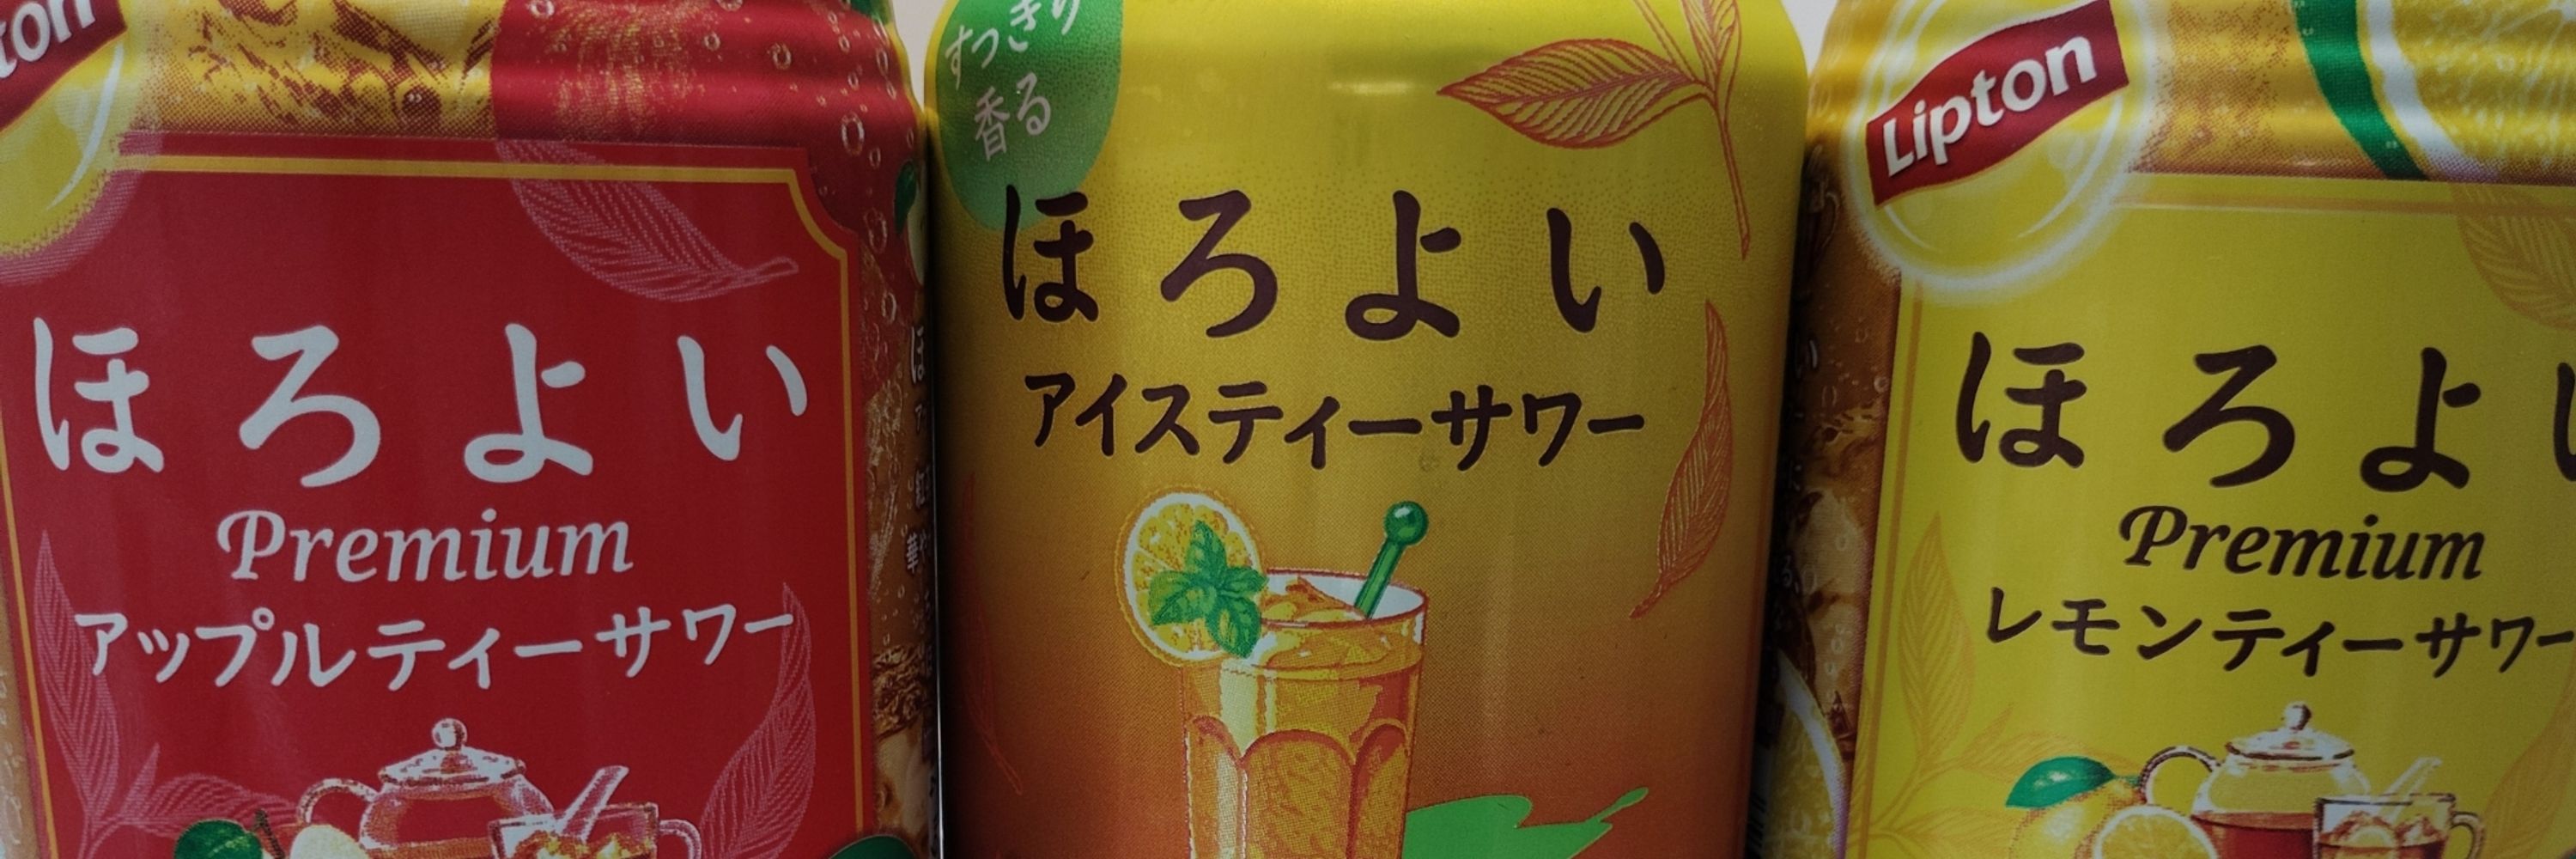 ほろよい
Premium
アップルティーサワー
すっきり
香る
ほろよい
アイスティーサワー
Lipton
ほろよ
Premium
レモンティーサワー